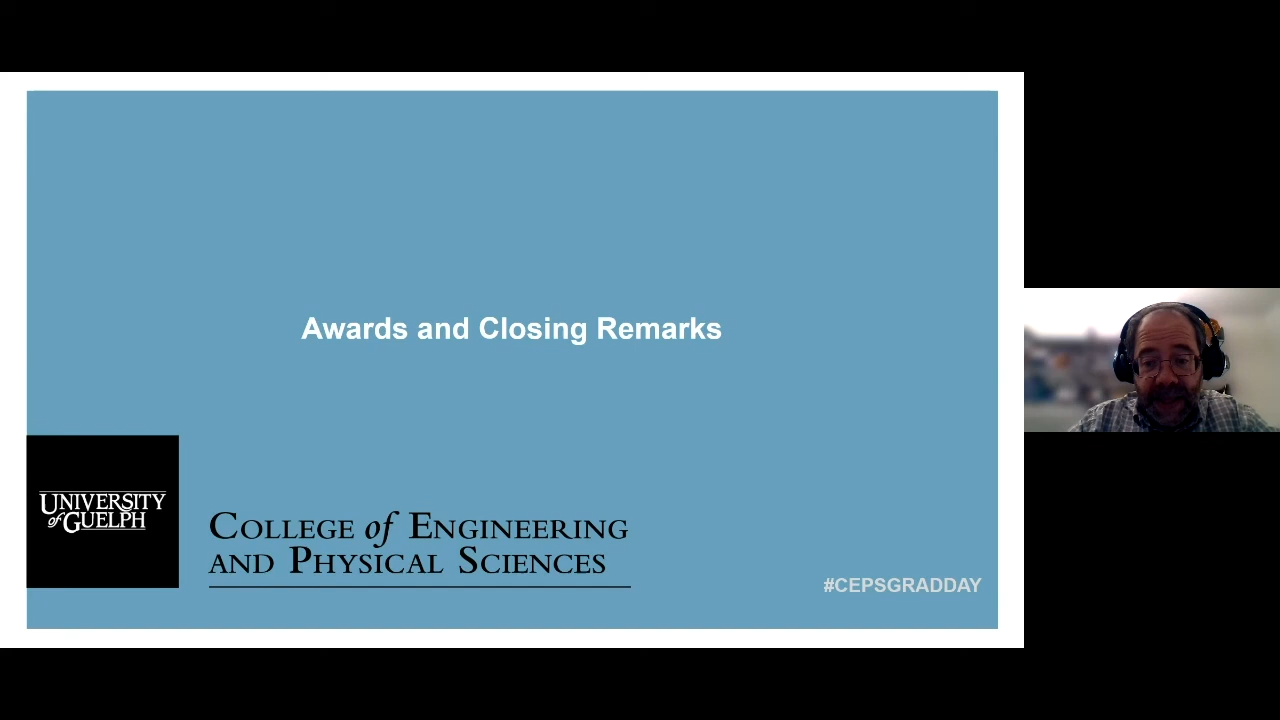 Awards and Closing Remarks
UNIVERSITY
of GUELPH
COLLEGE of ENGINEERING
AND PHYSICAL SCIENCES
#CEPSGRADDAY